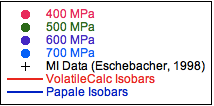 400 MPa
500 MPa
600 MPa
700 MPa
MI Data (Eschebacher, 1998)
VolatileCalc Isobars
Papale Isobars